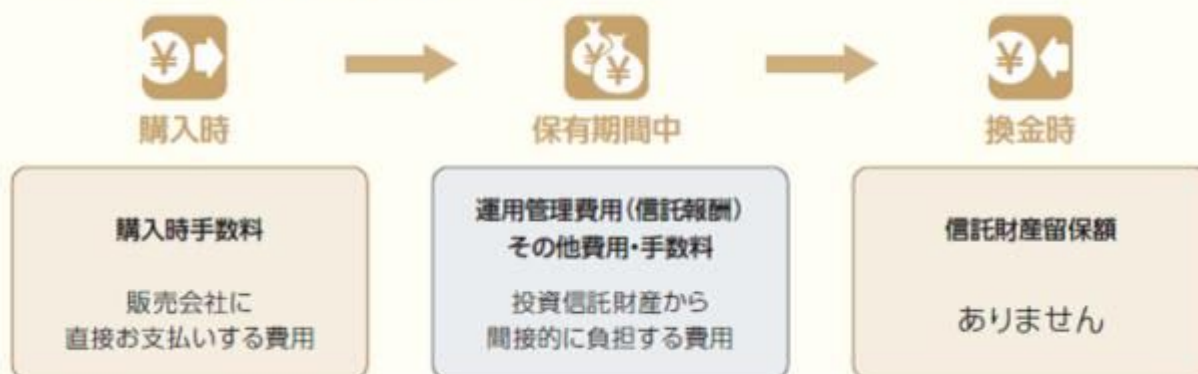 購入時
保有期間中
換金時
購入時手数料
販売会社に
直接お支払いする費用
運用管理費用(信託報酬)
その他費用・手数料
投資信託財産から
間接的に負担する費用
信託財産留保額
ありません